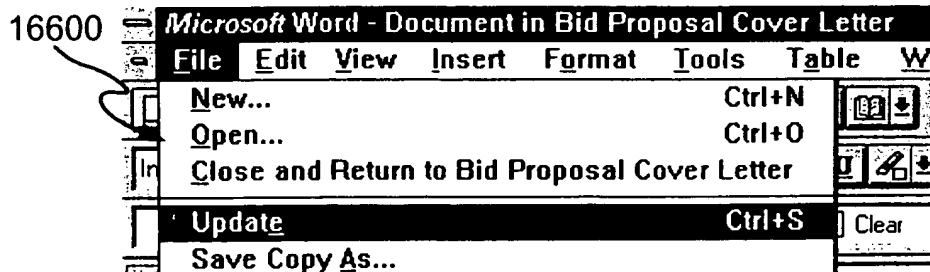 16600
Microsoft Word - Document in Bid Proposal Cover Letter
File Edit View Insert Format Tools Table W
New... Ctrl+N
Open... Ctrl+O
In
Close and Return to Bid Proposal Cover Letter
Update Ctrl+S
Clear
Save Copy As...